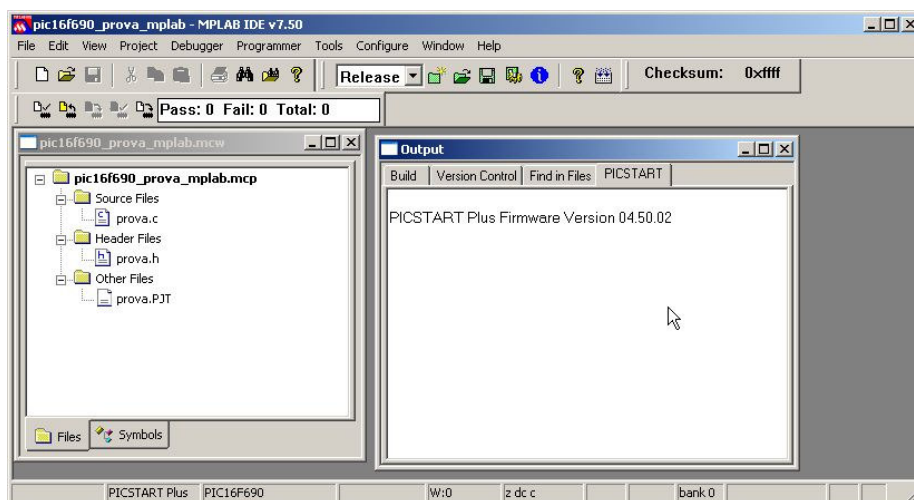 pic16f690_prova_mplab - MPLAB IDE v7.50
File Edit View Project Debugger Programmer Tools Configure Window Help
Release Checksum: 0xffff
Pass: 0 Fail: 0 Total: 0
pic16f690_prova_mplab.mcw
pic16f690_prova_mplab.mcp
Source Files
prova.c
Header Files
prova.h
Other Files
prova.PJT
Files Symbols
Output
Build Version Control Find in Files PICSTART
PICSTART Plus Firmware Version 04.50.02
PICSTART Plus PIC16F690 W:0 z dc c bank 0